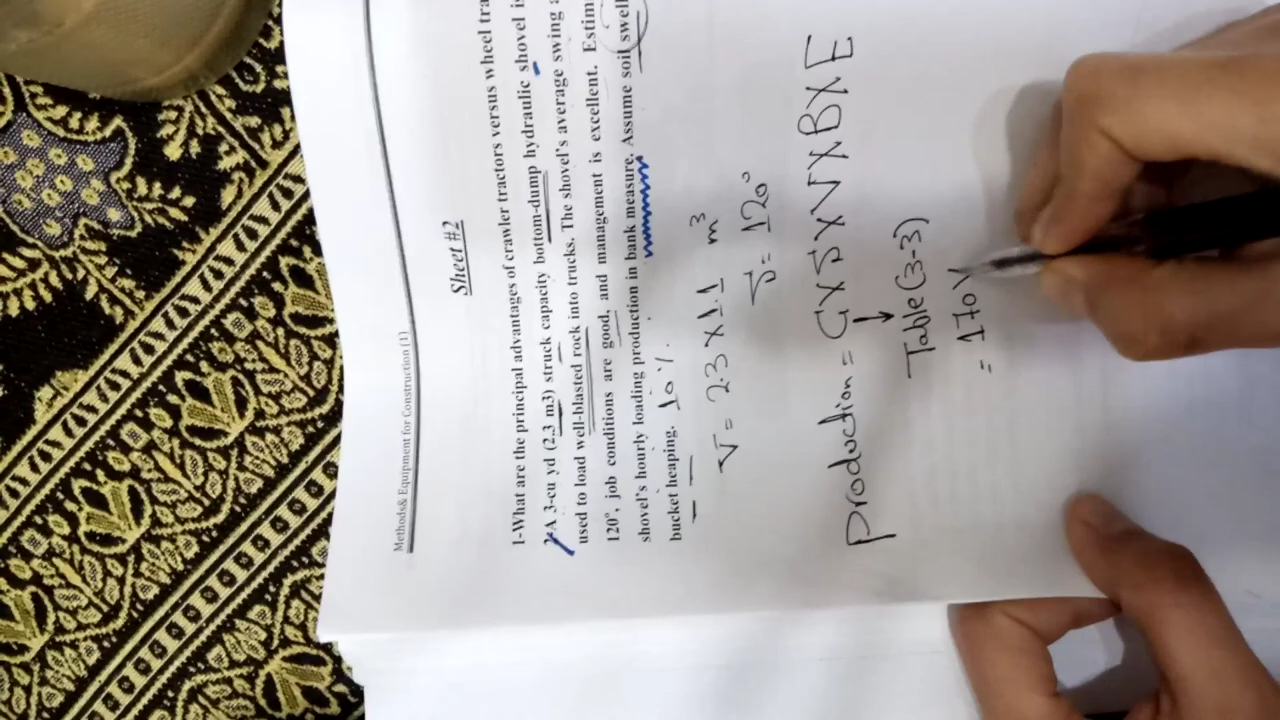 Methods& Equipment for Construction (1)
Sheet #2
1-What are the principal advantages of crawler tractors versus wheel
2-A 3-cu yd (2.3 m3) struck capacity bottom-dump hydraulic shovel
used to load well-blasted rock into trucks. The shovel's average swing
120°, job conditions are good, and management is excellent.
shovel's hourly loading production in bank measure. Assume soil swell
bucket heaping. 10 %.
V = 2.3 x 1.1 m³
= 120°
Production = C x S x V x B x E
↓
Table (3-3)
= 170